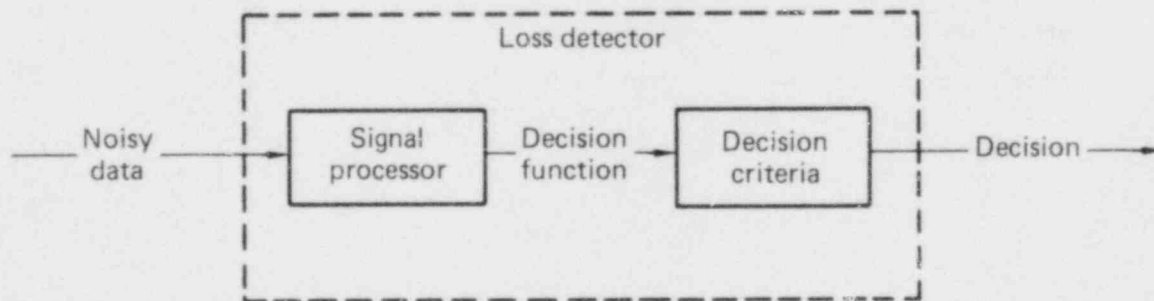 Loss detector
Noisy
data
Signal
processor
Decision
function
Decision
criteria
Decision